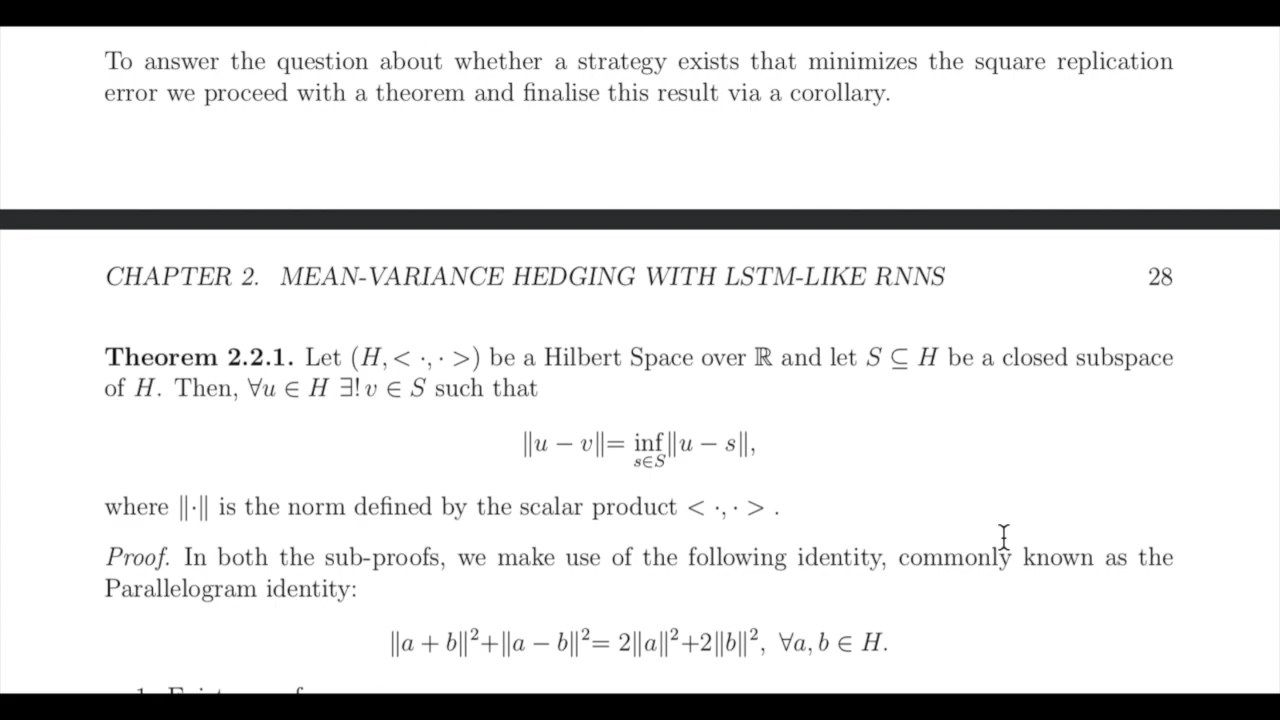 To answer the question about whether a strategy exists that minimizes the square replication
error we proceed with a theorem and finalise this result via a corollary.
CHAPTER 2. MEAN-VARIANCE HEDGING WITH LSTM-LIKE RNNS 28
Theorem 2.2.1. Let (H, < ·, · >) be a Hilbert Space over ℝ and let S ⊆ H be a closed subspace
of H. Then, ∀u ∈ H ∃! v ∈ S such that
‖u − v‖= inf_{s∈S}‖u − s‖,
where ‖·‖ is the norm defined by the scalar product < ·, · > .
Proof. In both the sub-proofs, we make use of the following identity, commonly known as the
Parallelogram identity:
‖a + b‖²+‖a − b‖²= 2‖a‖²+2‖b‖², ∀a, b ∈ H.